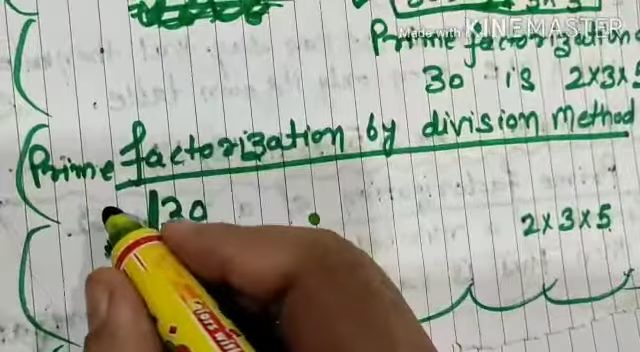 Made with KINEMASTER
Prime factorization
30 is 2×3×5
Prime factorization by division Method
30
2×3×5